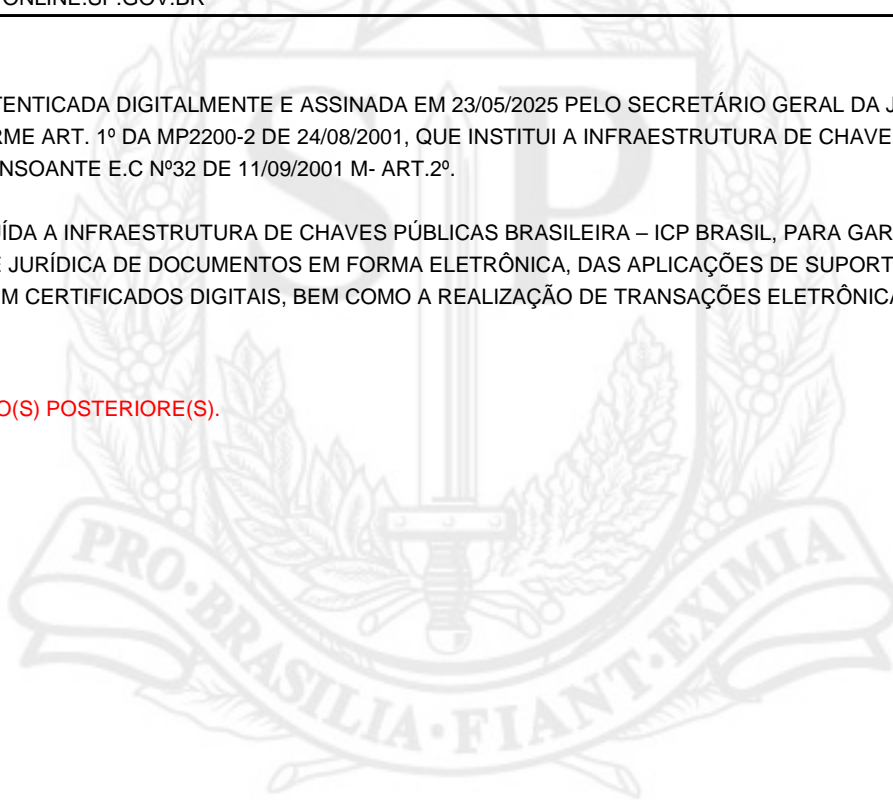 ONLINE.SP.GOV.BR
TENTICADA DIGITALMENTE E ASSINADA EM 23/05/2025 PELO SECRETÁRIO GERAL DA J
RME ART. 1º DA MP2200-2 DE 24/08/2001, QUE INSTITUI A INFRAESTRUTURA DE CHAVE
NSOANTE E.C Nº32 DE 11/09/2001 M- ART.2º.
ÍDA A INFRAESTRUTURA DE CHAVES PÚBLICAS BRASILEIRA – ICP BRASIL, PARA GAR
E JURÍDICA DE DOCUMENTOS EM FORMA ELETRÔNICA, DAS APLICAÇÕES DE SUPORT
M CERTIFICADOS DIGITAIS, BEM COMO A REALIZAÇÃO DE TRANSAÇÕES ELETRÔNICA
O(S) POSTERIORE(S).
SP
PRO·BRASILIA·FIANT·EXIMIA